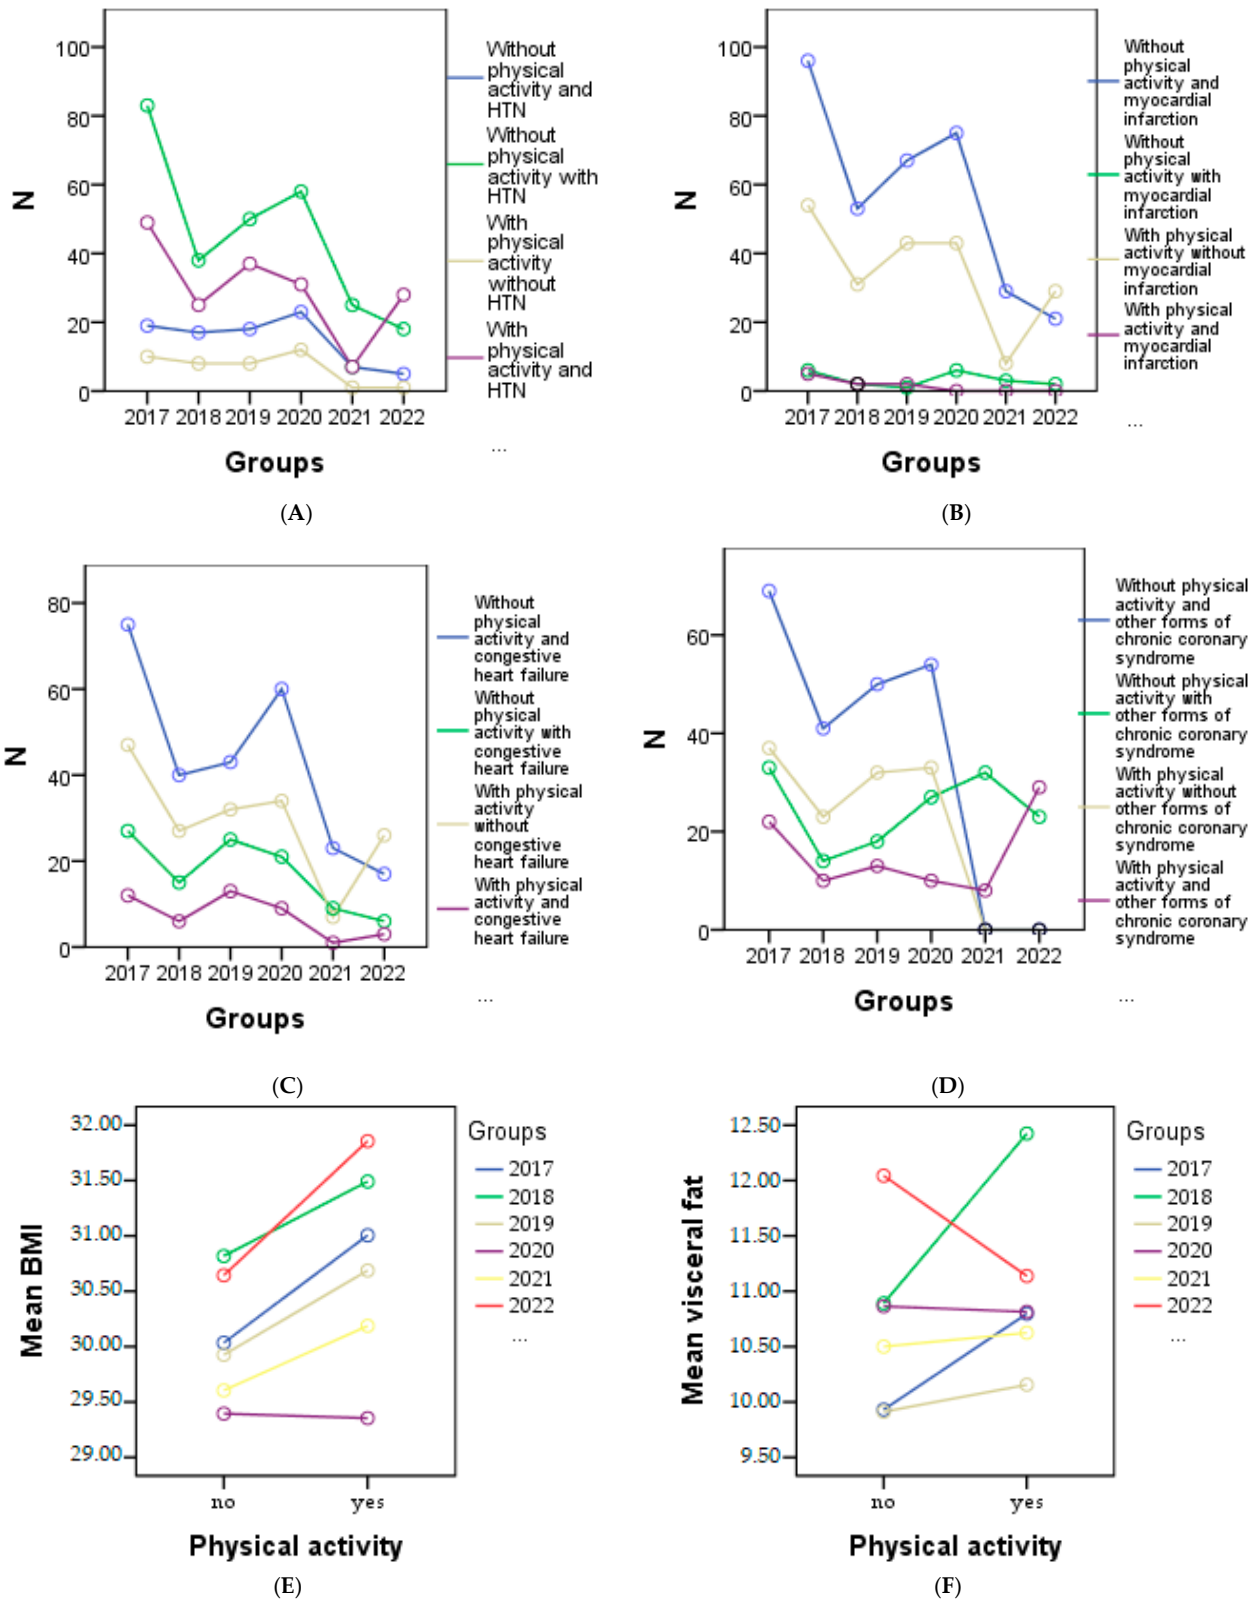 100
80
60
40
20
0
N
2017 2018 2019 2020 2021 2022
Groups
Without
physical
activity and
HTN
Without
physical
activity with
HTN
With
physical
activity
without
HTN
With
physical
activity and
HTN
...
(A)
100
80
60
40
20
0
N
2017 2018 2019 2020 2021 2022
Groups
Without
physical
activity and
myocardial
infarction
Without
physical
activity with
myocardial
infarction
With physical
activity without
myocardial
infarction
With physical
activity and
myocardial
infarction
...
(B)
80
60
40
20
0
N
2017 2018 2019 2020 2021 2022
Groups
Without
physical
activity and
congestive
heart failure
Without
physical
activity with
congestive
heart failure
With physical
activity
without
congestive
heart failure
With physical
activity and
congestive
heart failure
...
(C)
60
40
20
0
N
2017 2018 2019 2020 2021 2022
Groups
Without physical
activity and
other forms of
chronic coronary
syndrome
Without physical
activity with
other forms of
chronic coronary
syndrome
With physical
activity without
other forms of
chronic coronary
syndrome
With physical
activity and
other forms of
chronic coronary
syndrome
...
(D)
32.00
31.50
31.00
30.50
30.00
29.50
29.00
Mean BMI
no yes
Physical activity
Groups
2017
2018
2019
2020
2021
2022
...
(E)
12.50
12.00
11.50
11.00
10.50
10.00
9.50
Mean visceral fat
no yes
Physical activity
Groups
2017
2018
2019
2020
2021
2022
...
(F)